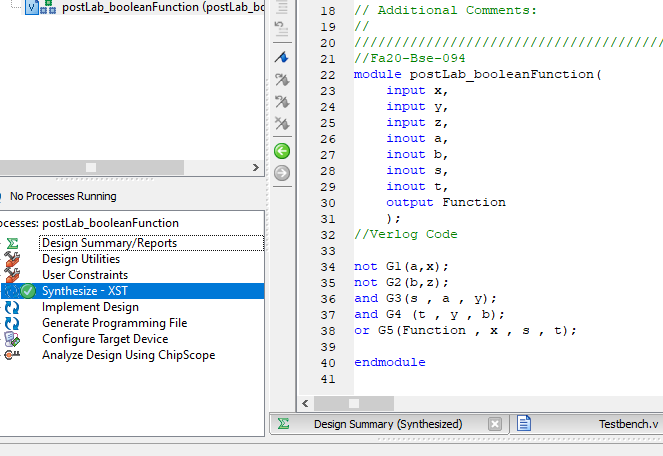 postLab_booleanFunction (postLab_bo
No Processes Running
ocesses: postLab_booleanFunction
Design Summary/Reports
Design Utilities
User Constraints
Synthesize - XST
Implement Design
Generate Programming File
Configure Target Device
Analyze Design Using ChipScope
18 // Additional Comments:
19 //
20 //////////////////////////////////////
21 //Fa20-Bse-094
22 module postLab_booleanFunction(
23 input x,
24 input y,
25 input z,
26 inout a,
27 inout b,
28 inout s,
29 inout t,
30 output Function
31 );
32 //Verlog Code
33
34 not G1(a,x);
35 not G2(b,z);
36 and G3(s , a , y);
37 and G4 (t , y , b);
38 or G5(Function , x , s , t);
39
40 endmodule
41
Design Summary (Synthesized)
Testbench.v